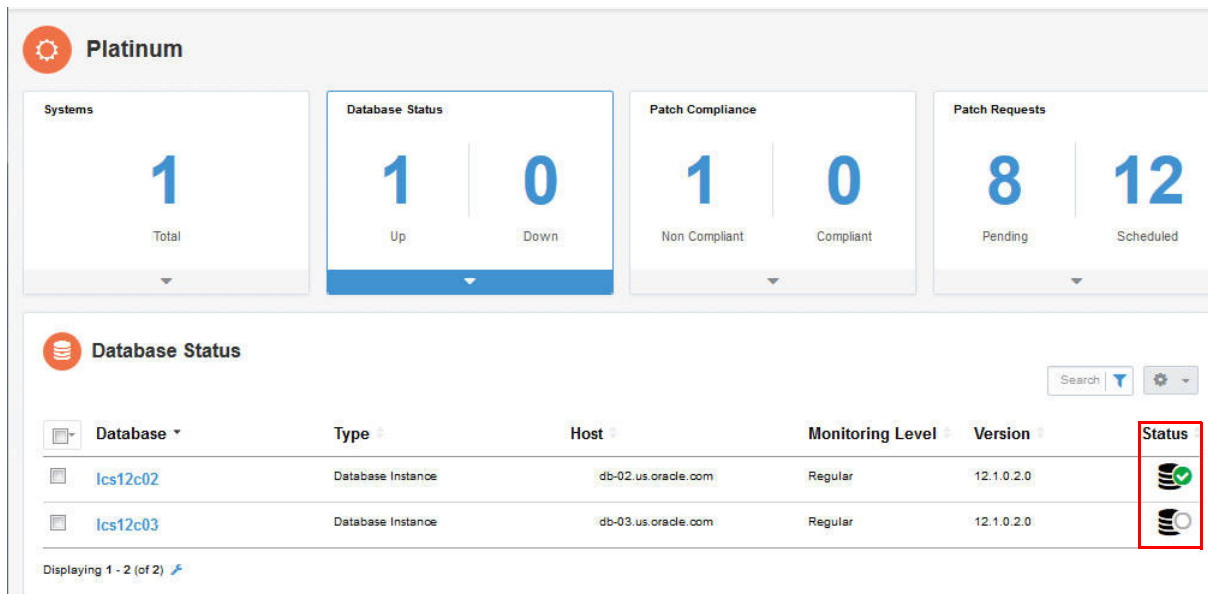 Platinum
Systems
Database Status
Patch Compliance
Patch Requests
1
1
0
1
0
8
12
Total
Up
Down
Non Compliant
Compliant
Pending
Scheduled
Database Status
Search
Database Type Host Monitoring Level Version Status
lcs12c02 Database Instance db-02.us.oracle.com Regular 12.1.0.2.0
lcs12c03 Database Instance db-03.us.oracle.com Regular 12.1.0.2.0
Displaying 1 - 2 (of 2)